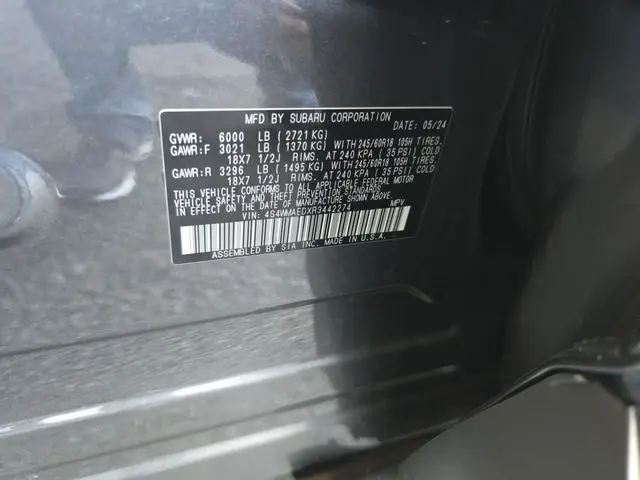 MFD BY SUBARU CORPORATION DATE: 05/24
GVWR: 6000 LB (2721 KG)
GAWR:F 3021 LB (1370 KG) WITH 245/60R18 105H TIRES.
18X7 1/2J RIMS. AT 240 KPA (35 PSI) COLD
GAWR:R 3296 LB (1495 KG) WITH 245/60R18 105H TIRES.
18X7 1/2J RIMS. AT 240 KPA (35 PSI) COLD
THIS VEHICLE CONFORMS TO ALL APPLICABLE FEDERAL MOTOR
VEHICLE SAFETY AND THEFT PREVENTION STANDARDS
IN EFFECT ON THE DATE OF MANUFACTURE SHOWN ABOVE.
VIN: 4S4WMAEDXR3442274 MPV
ASSEMBLED BY SIA INC. MADE IN U.S.A.